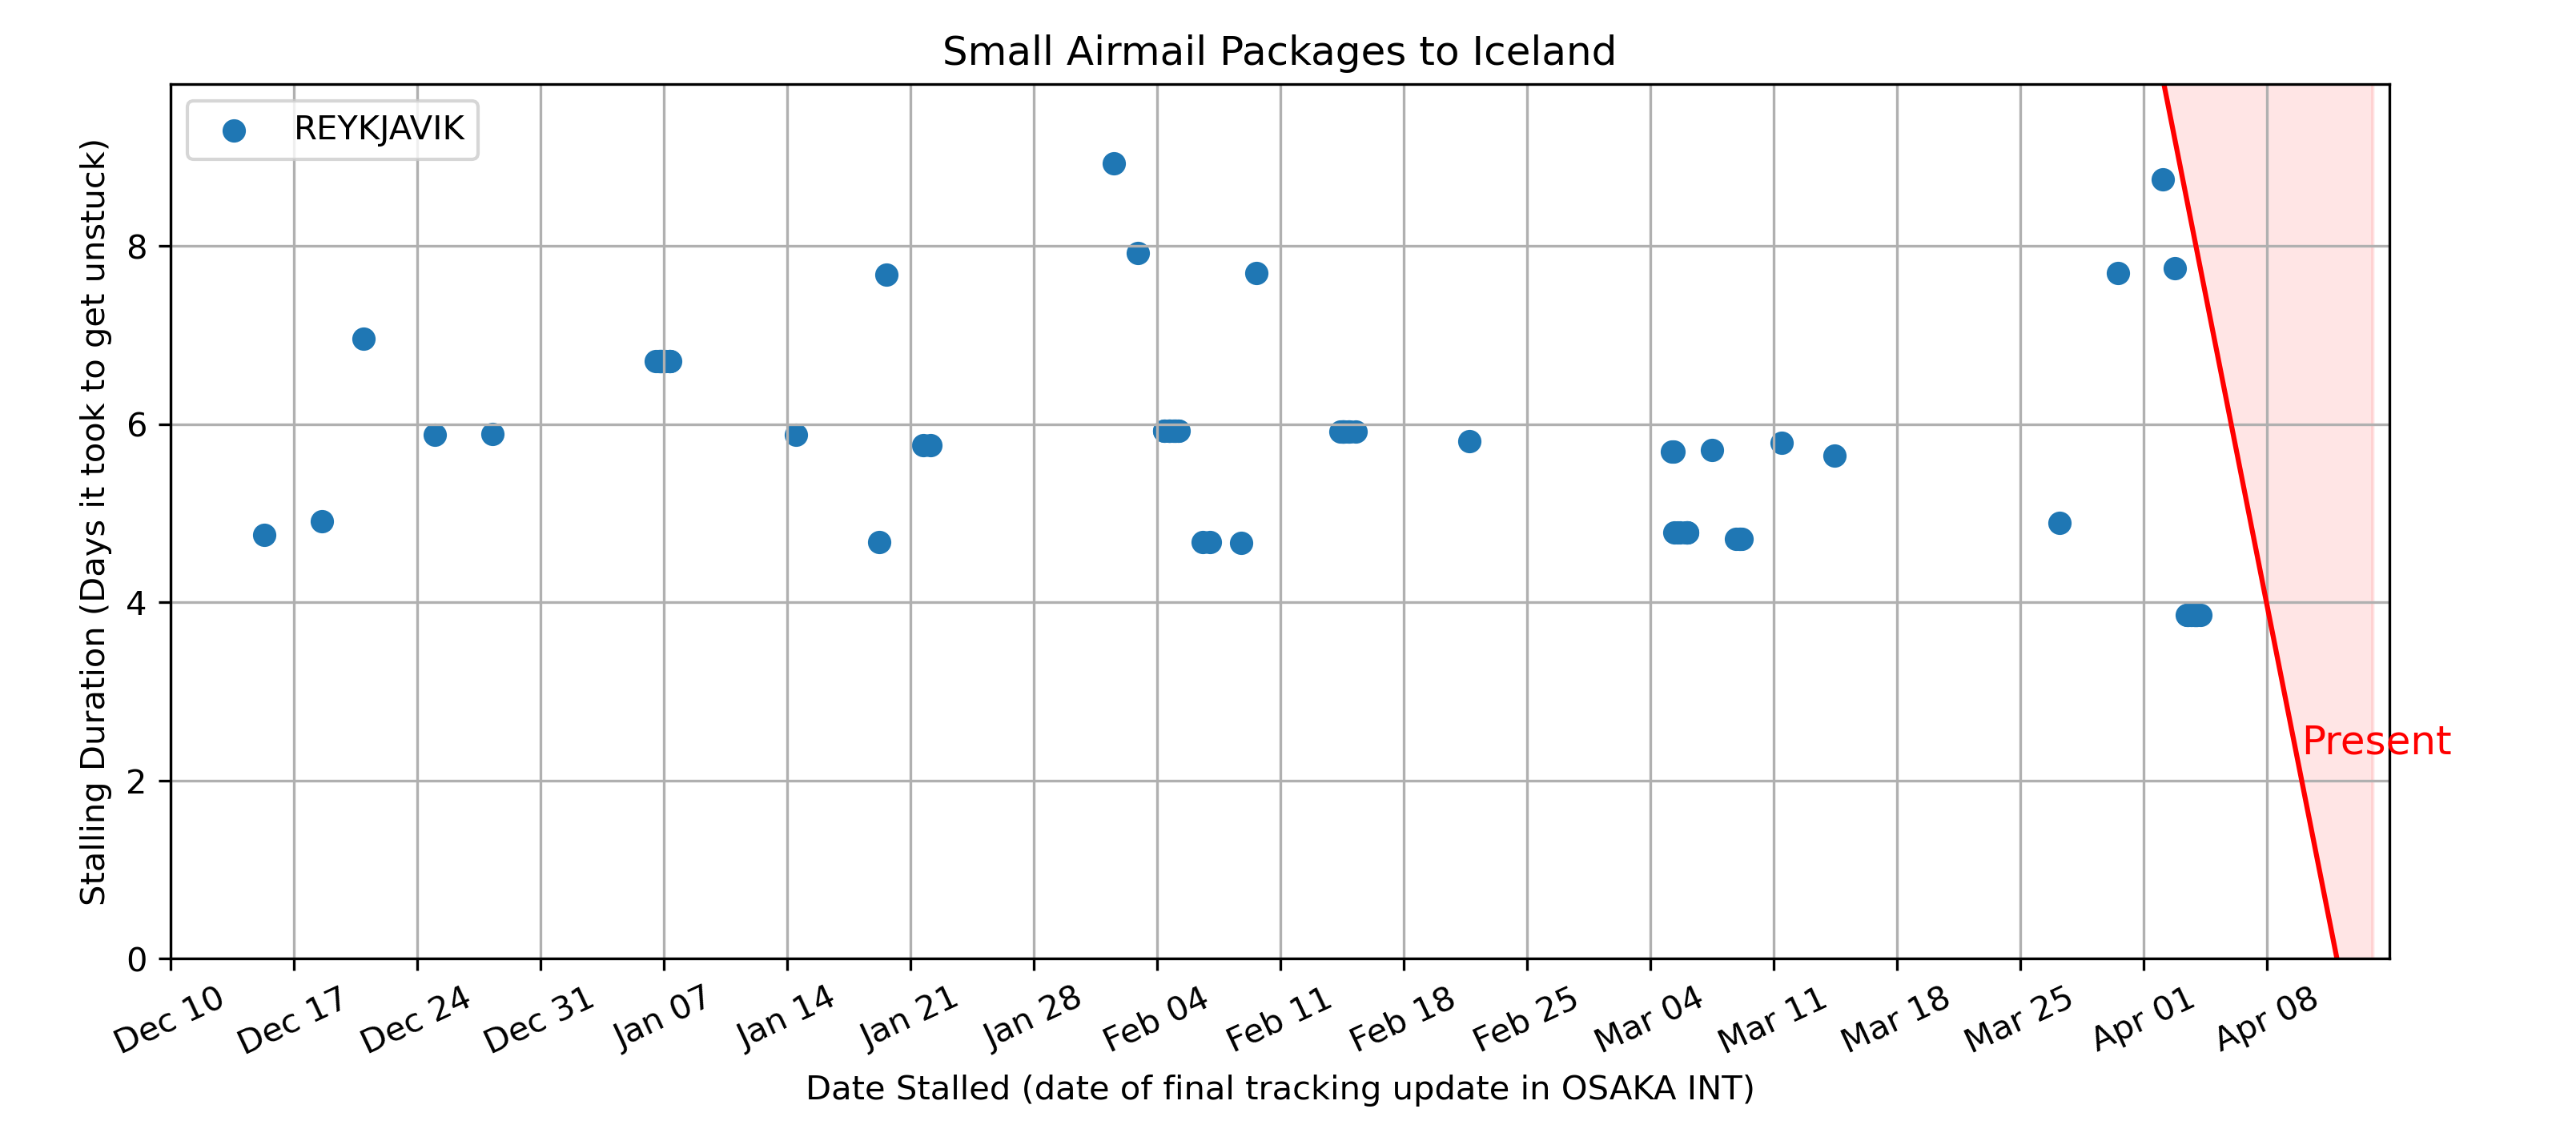 Small Airmail Packages to Iceland
REYKJAVIK
Stalling Duration (Days it took to get unstuck)
8
6
4
2
0
Present
Dec 10 Dec 17 Dec 24 Dec 31 Jan 07 Jan 14 Jan 21 Jan 28 Feb 04 Feb 11 Feb 18 Feb 25 Mar 04 Mar 11 Mar 18 Mar 25 Apr 01 Apr 08
Date Stalled (date of final tracking update in OSAKA INT)